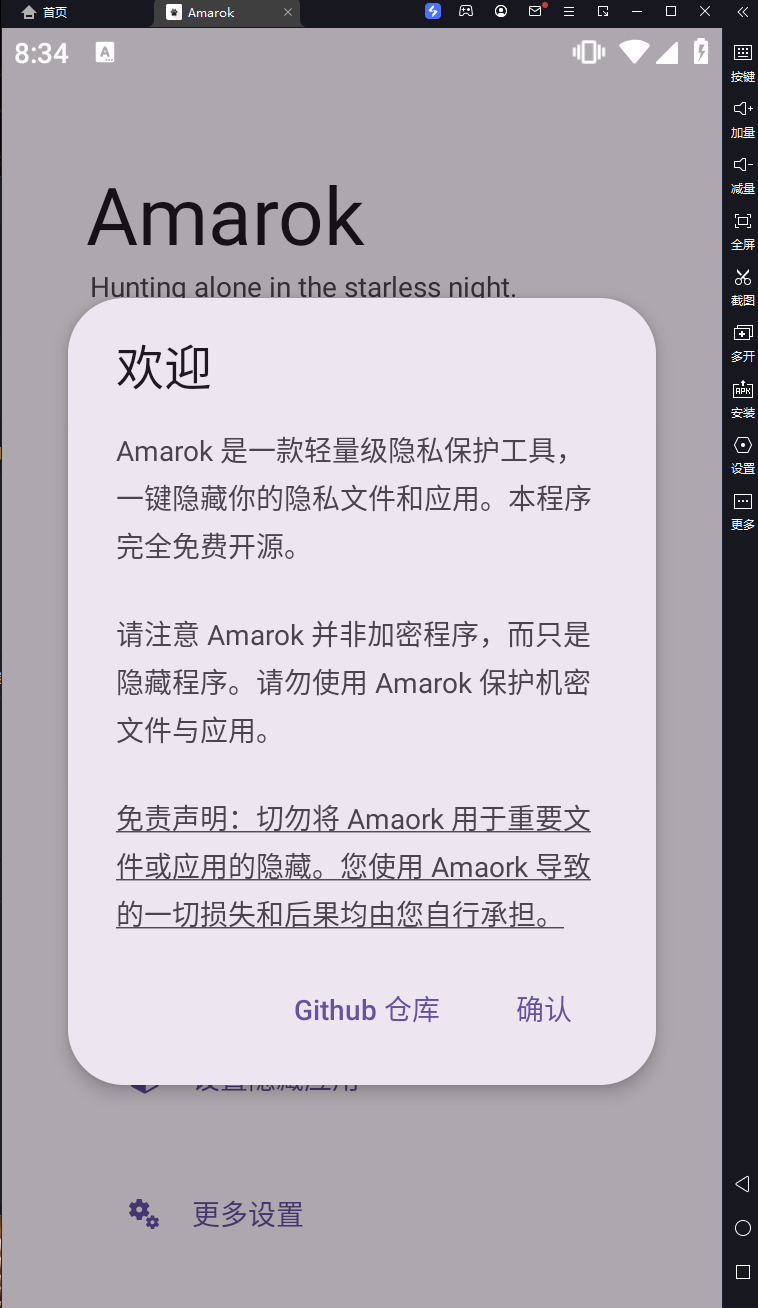 首页
Amarok
8:34
A
Amarok
Hunting alone in the starless night.
欢迎
Amarok 是一款轻量级隐私保护工具，
一键隐藏你的隐私文件和应用。本程序
完全免费开源。
请注意 Amarok 并非加密程序，而只是
隐藏程序。请勿使用 Amarok 保护机密
文件与应用。
免责声明：切勿将 Amaork 用于重要文
件或应用的隐藏。您使用 Amaork 导致
的一切损失和后果均由您自行承担。
Github 仓库
确认
设置隐藏应用
更多设置
按键
加量
减量
全屏
截图
多开
APK
安装
设置
更多